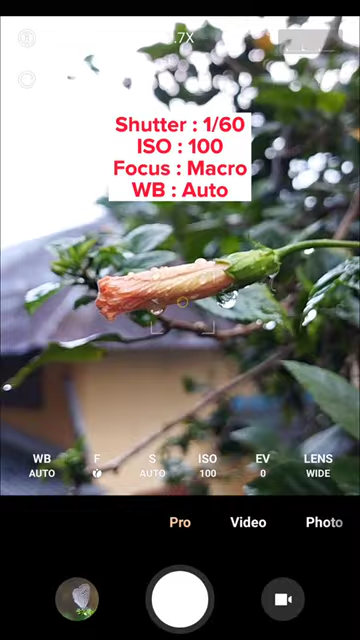 .7X
Shutter : 1/60
ISO : 100
Focus : Macro
WB : Auto
WB F S ISO EV LENS
AUTO AUTO 100 0 WIDE
Pro Video Photo